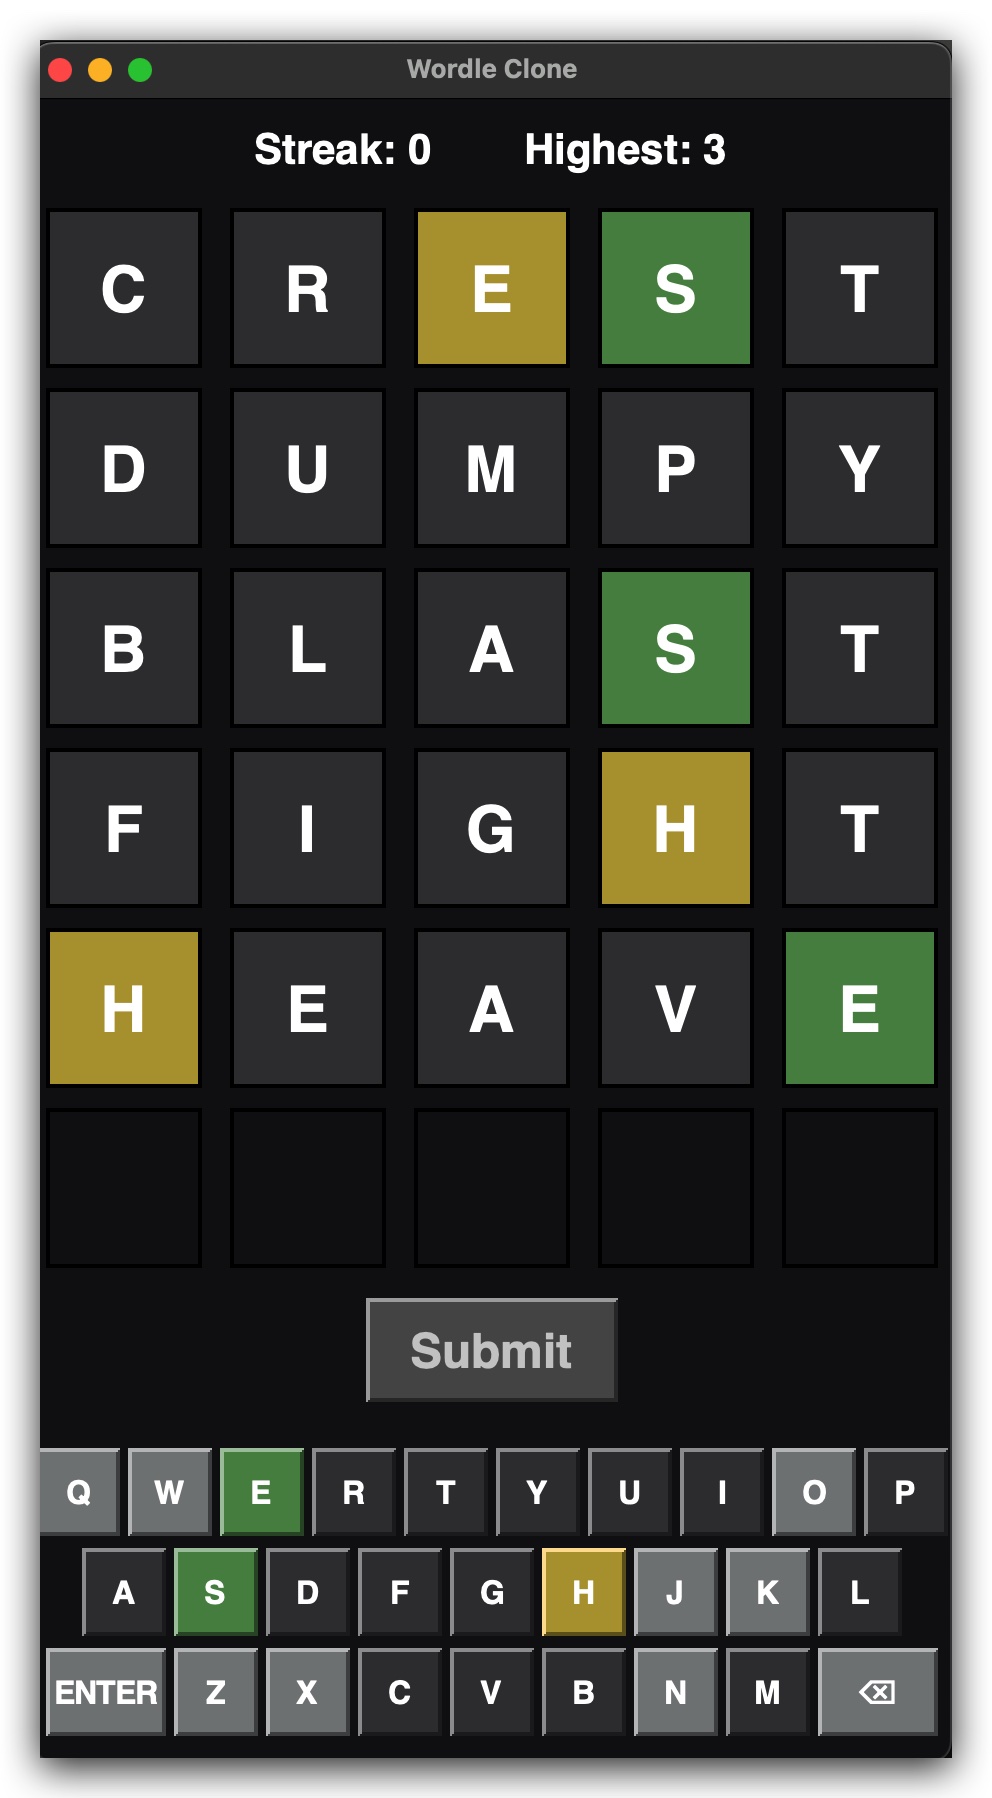 Wordle Clone
Streak: 0 Highest: 3
C R E S T
D U M P Y
B L A S T
F I G H T
H E A V E
Submit
Q W E R T Y U I O P
A S D F G H J K L
ENTER Z X C V B N M ⌫